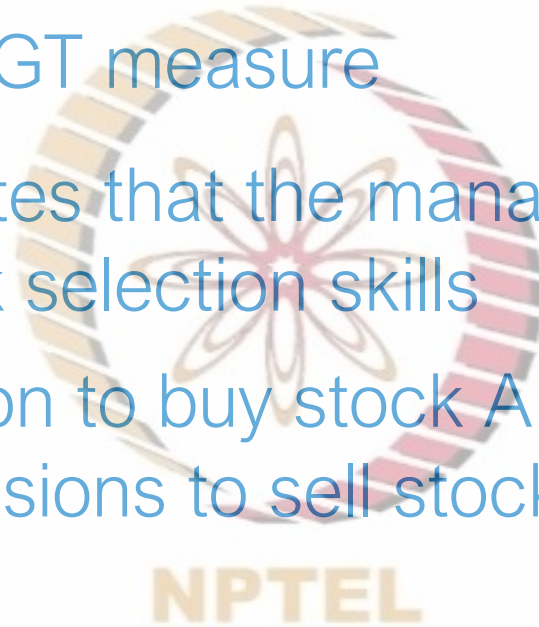 GT measure
tes that the mana
selection skills
on to buy stock A
sions to sell stock
NPTEL